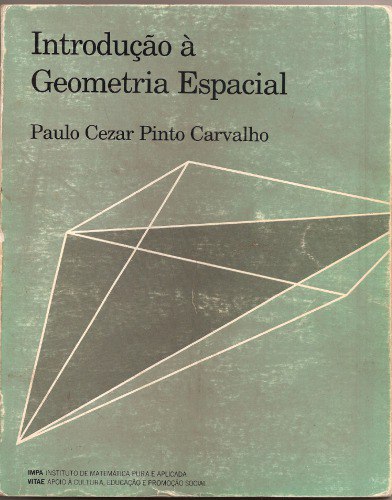 Introdução à
Geometria Espacial
Paulo Cezar Pinto Carvalho
IMPA INSTITUTO DE MATEMÁTICA PURA E APLICADA
VITAE APOIO À CULTURA, EDUCAÇÃO E PROMOÇÃO SOCIAL